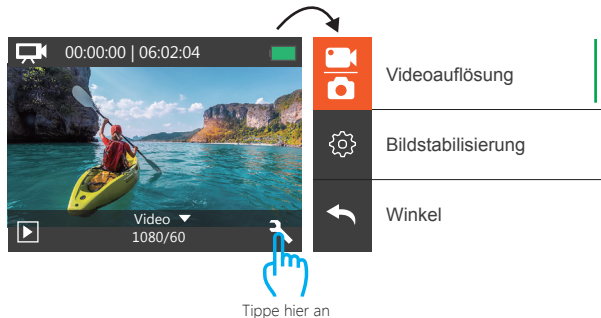 00:00:00 | 06:02:04
Video
1080/60
Videoauflösung
Bildstabilisierung
Winkel
Tippe hier an